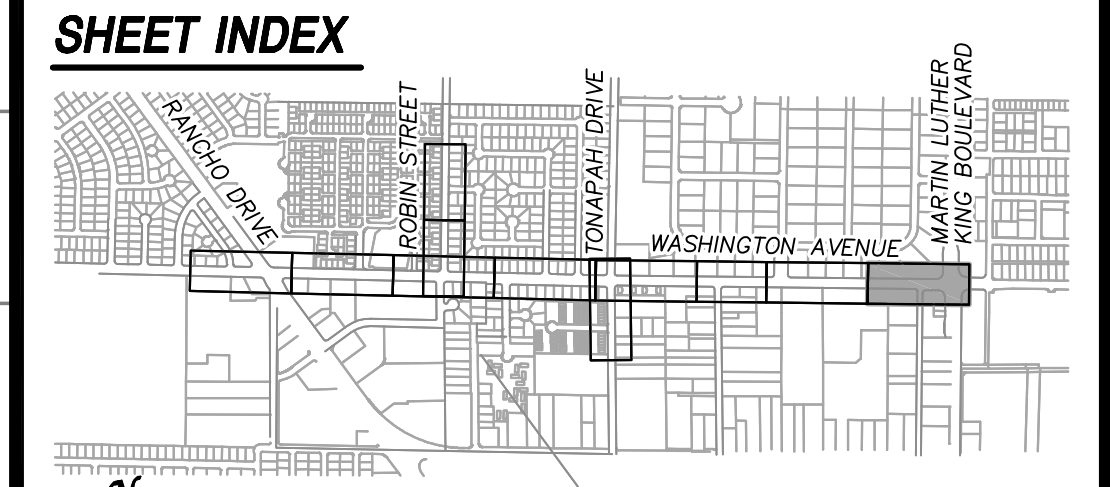 SHEET INDEX
RANCHO DRIVE
ROBIN STREET
TONAPAH DRIVE
WASHINGTON AVENUE
MARTIN LUTHER
KING BOULEVARD